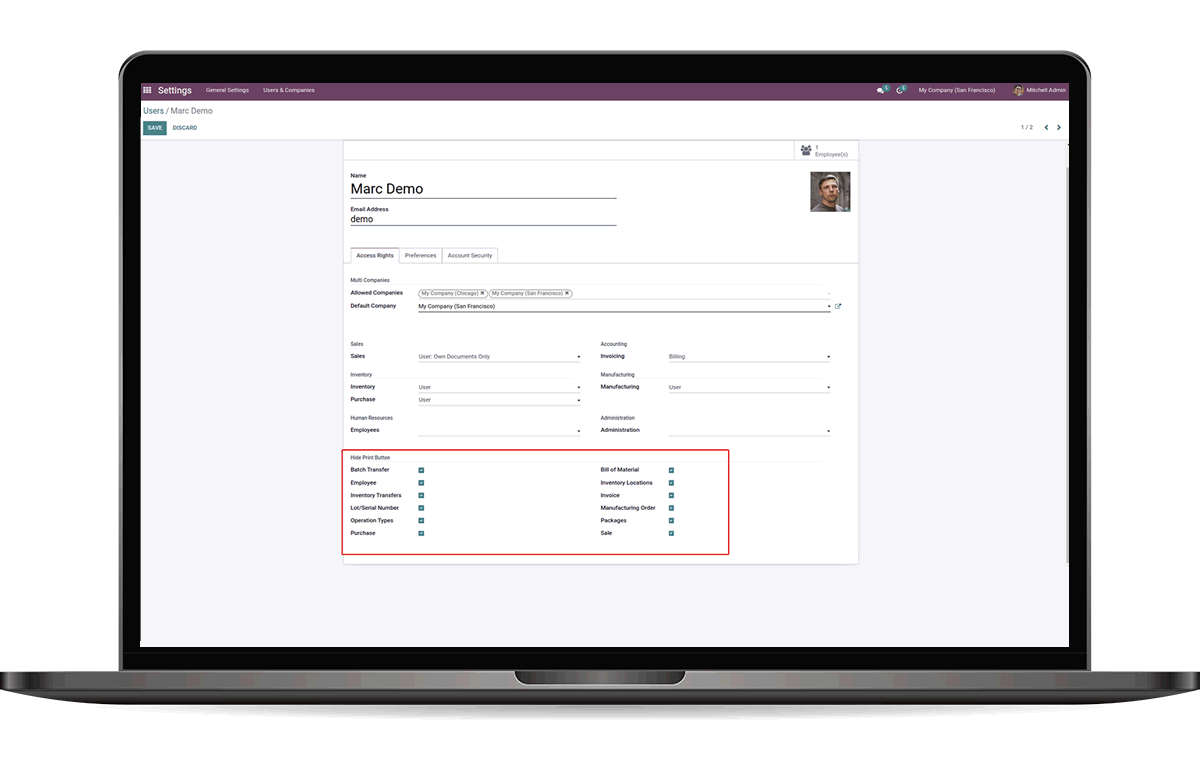 Settings General Settings Users & Companies 5 5 My Company (San Francisco) Mitchell Admin
Users / Marc Demo
SAVE DISCARD 1 / 2
1
Employee(s)
Name
Marc Demo
Email Address
demo
Access Rights Preferences Account Security
Multi Companies
Allowed Companies My Company (Chicago) × My Company (San Francisco) ×
Default Company My Company (San Francisco)
Sales Accounting
Sales User: Own Documents Only Invoicing Billing
Inventory Manufacturing
Inventory User Manufacturing User
Purchase User
Human Resources Administration
Employees Administration
Hide Print Button
Batch Transfer Bill of Material
Employee Inventory Locations
Inventory Transfers Invoice
Lot/Serial Number Manufacturing Order
Operation Types Packages
Purchase Sale